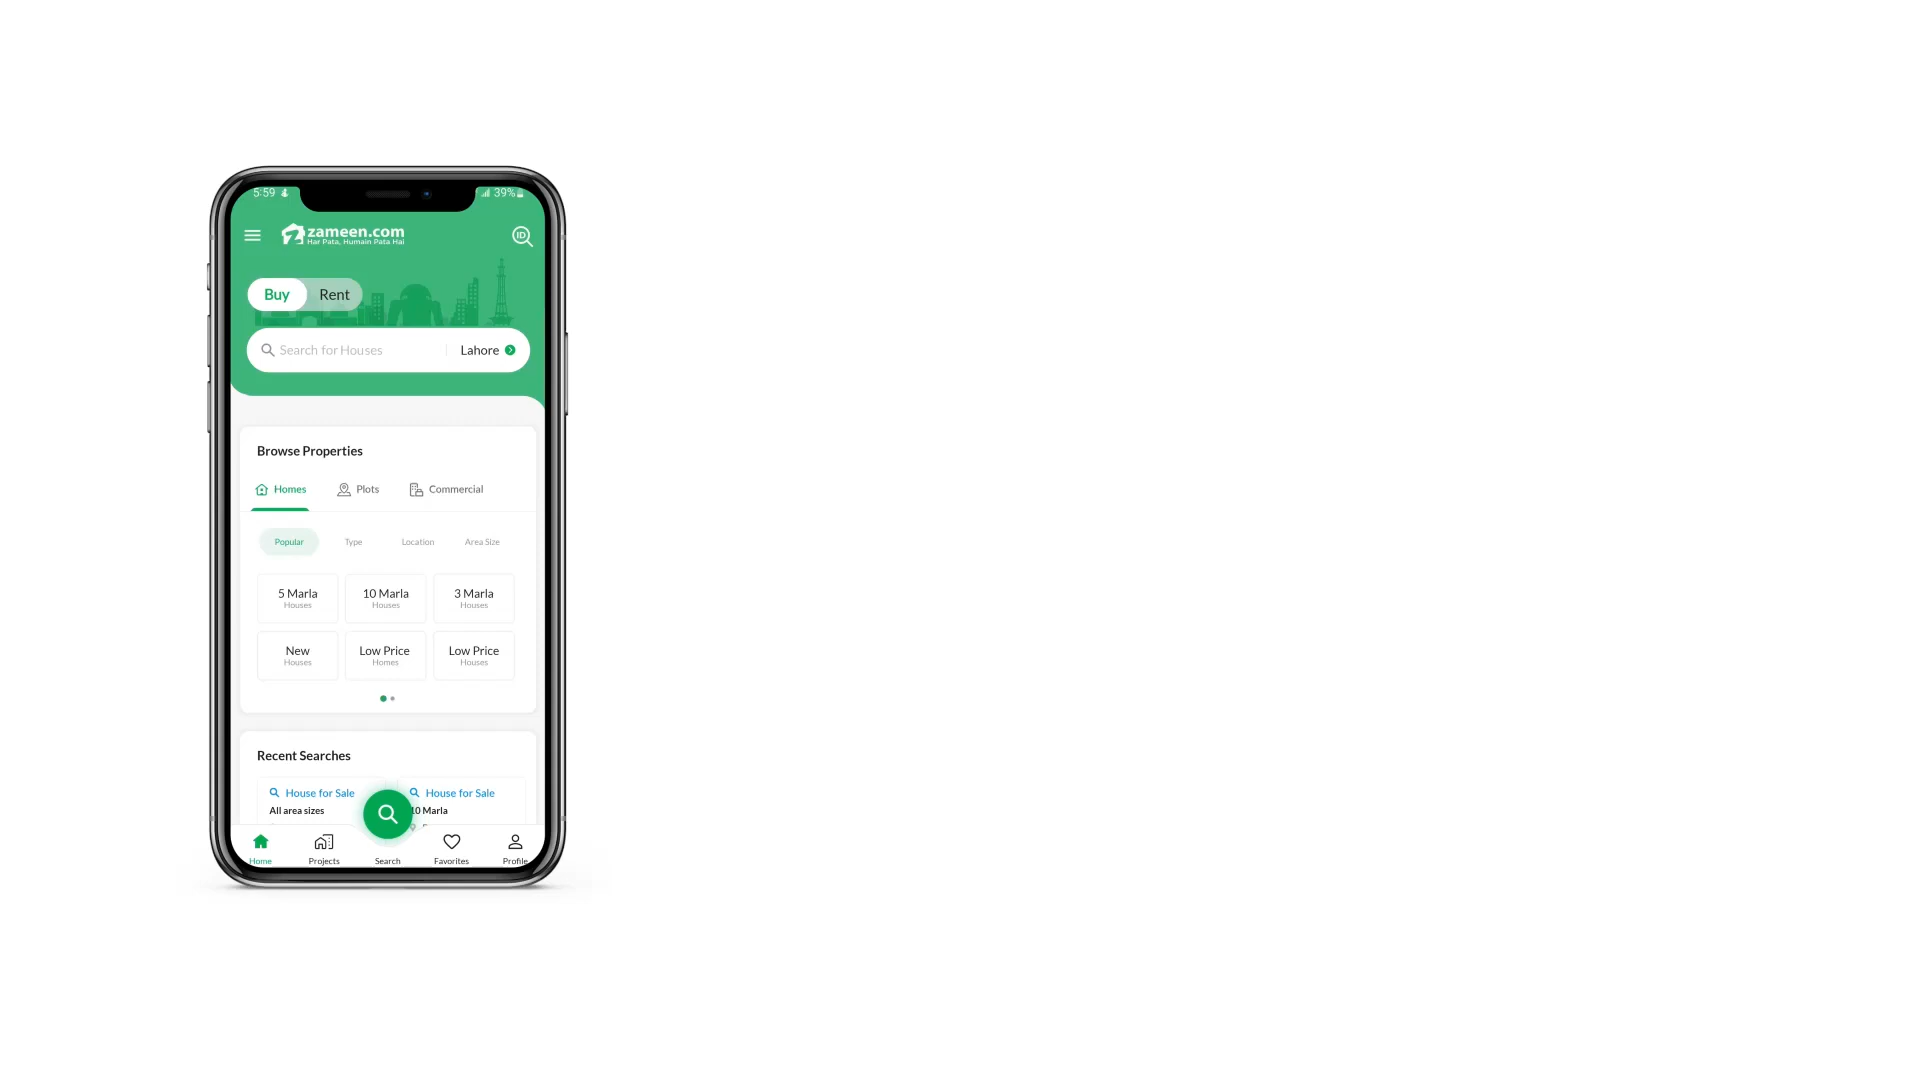 5:59 39%
zameen.com
Har Pata, Humain Pata Hai
ID
Buy Rent
Search for Houses Lahore
Browse Properties
Homes Plots Commercial
Popular Type Location Area Size
5 Marla 10 Marla 3 Marla
Houses Houses Houses
New Low Price Low Price
Houses Homes Houses
Recent Searches
House for Sale House for Sale
All area sizes 10 Marla
Home Projects Search Favorites Profile